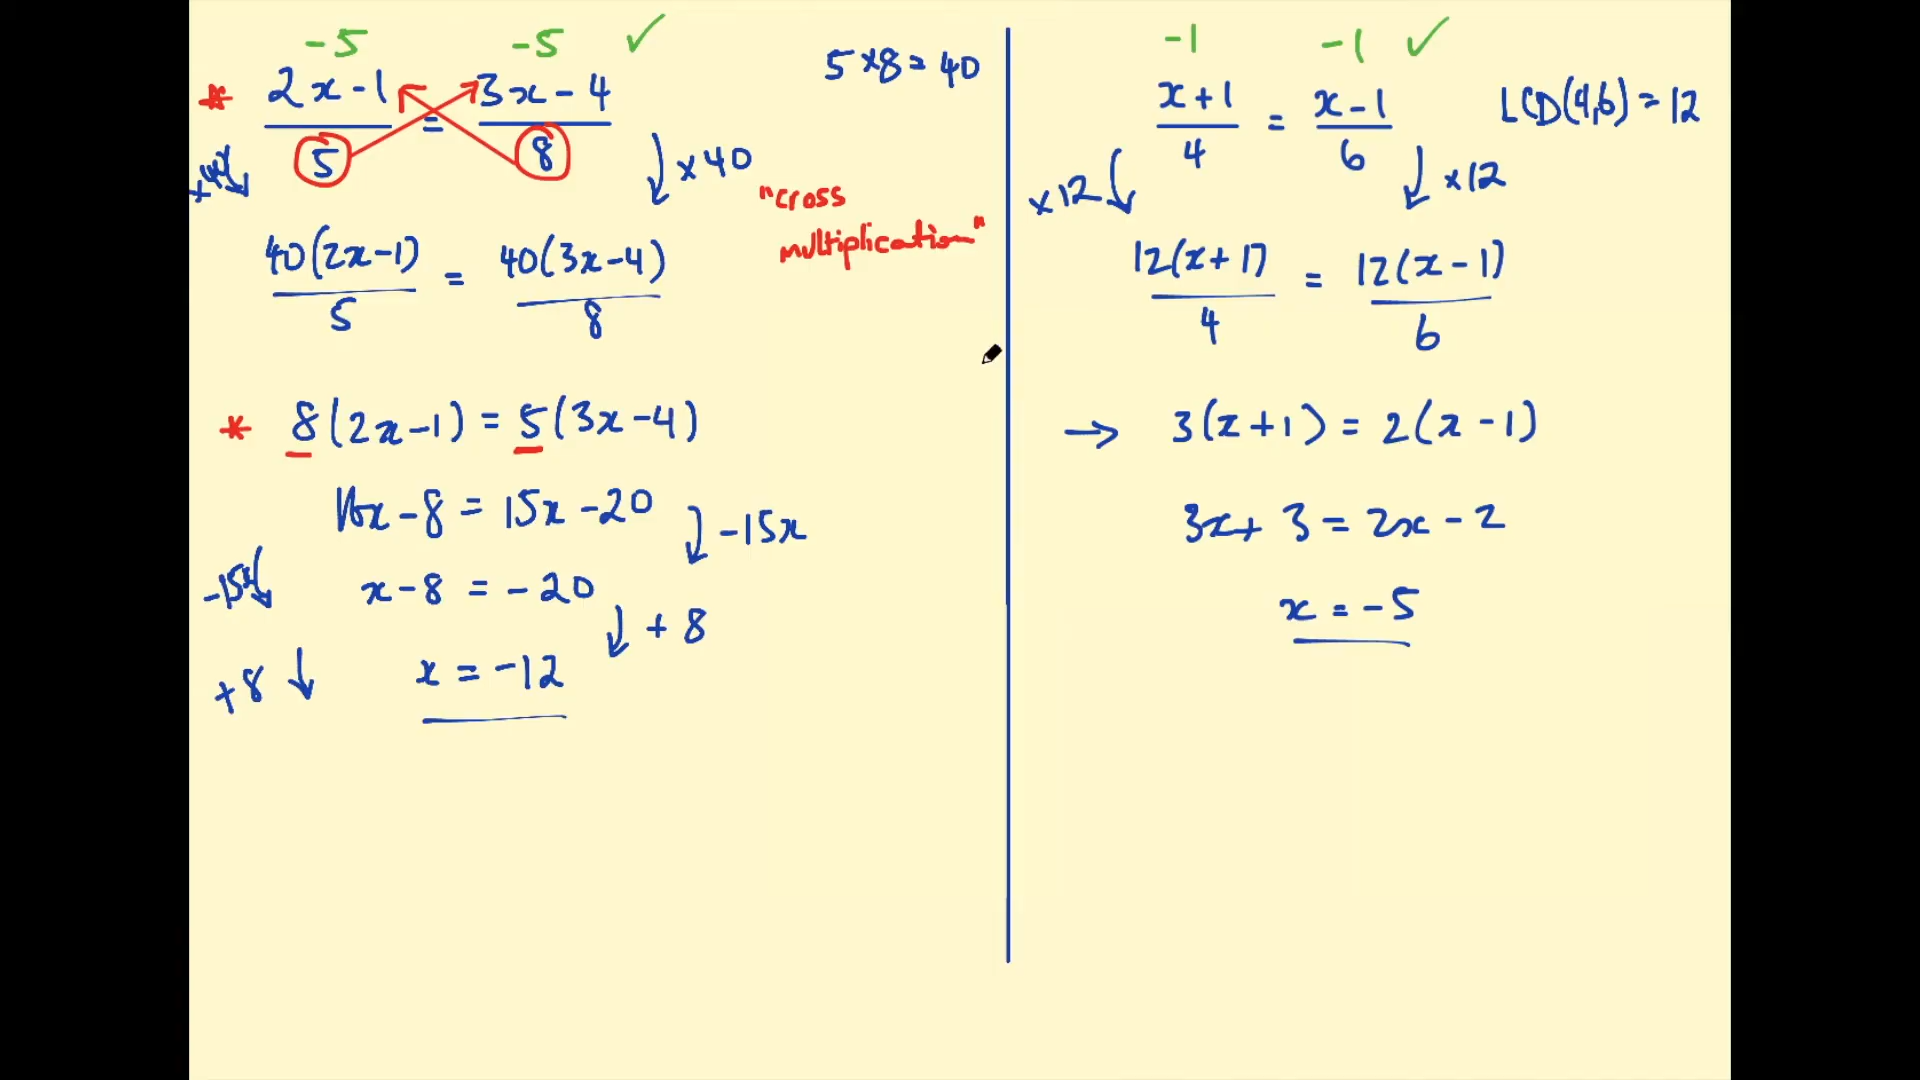 -5 -5 ✓
* (2x-1)/5 = (3x-4)/8
5 × 8 = 40
×40 ×40
"cross
multiplication"
40(2x-1)/5 = 40(3x-4)/8
* 8(2x-1) = 5(3x-4)
16x-8 = 15x-20
-15x -15x
x-8 = -20
+8 +8
x = -12
-1 -1 ✓
(x+1)/4 = (x-1)/6
LCD(4,6) = 12
×12 ×12
12(x+1)/4 = 12(x-1)/6
→ 3(x+1) = 2(x-1)
3x+3 = 2x-2
x = -5